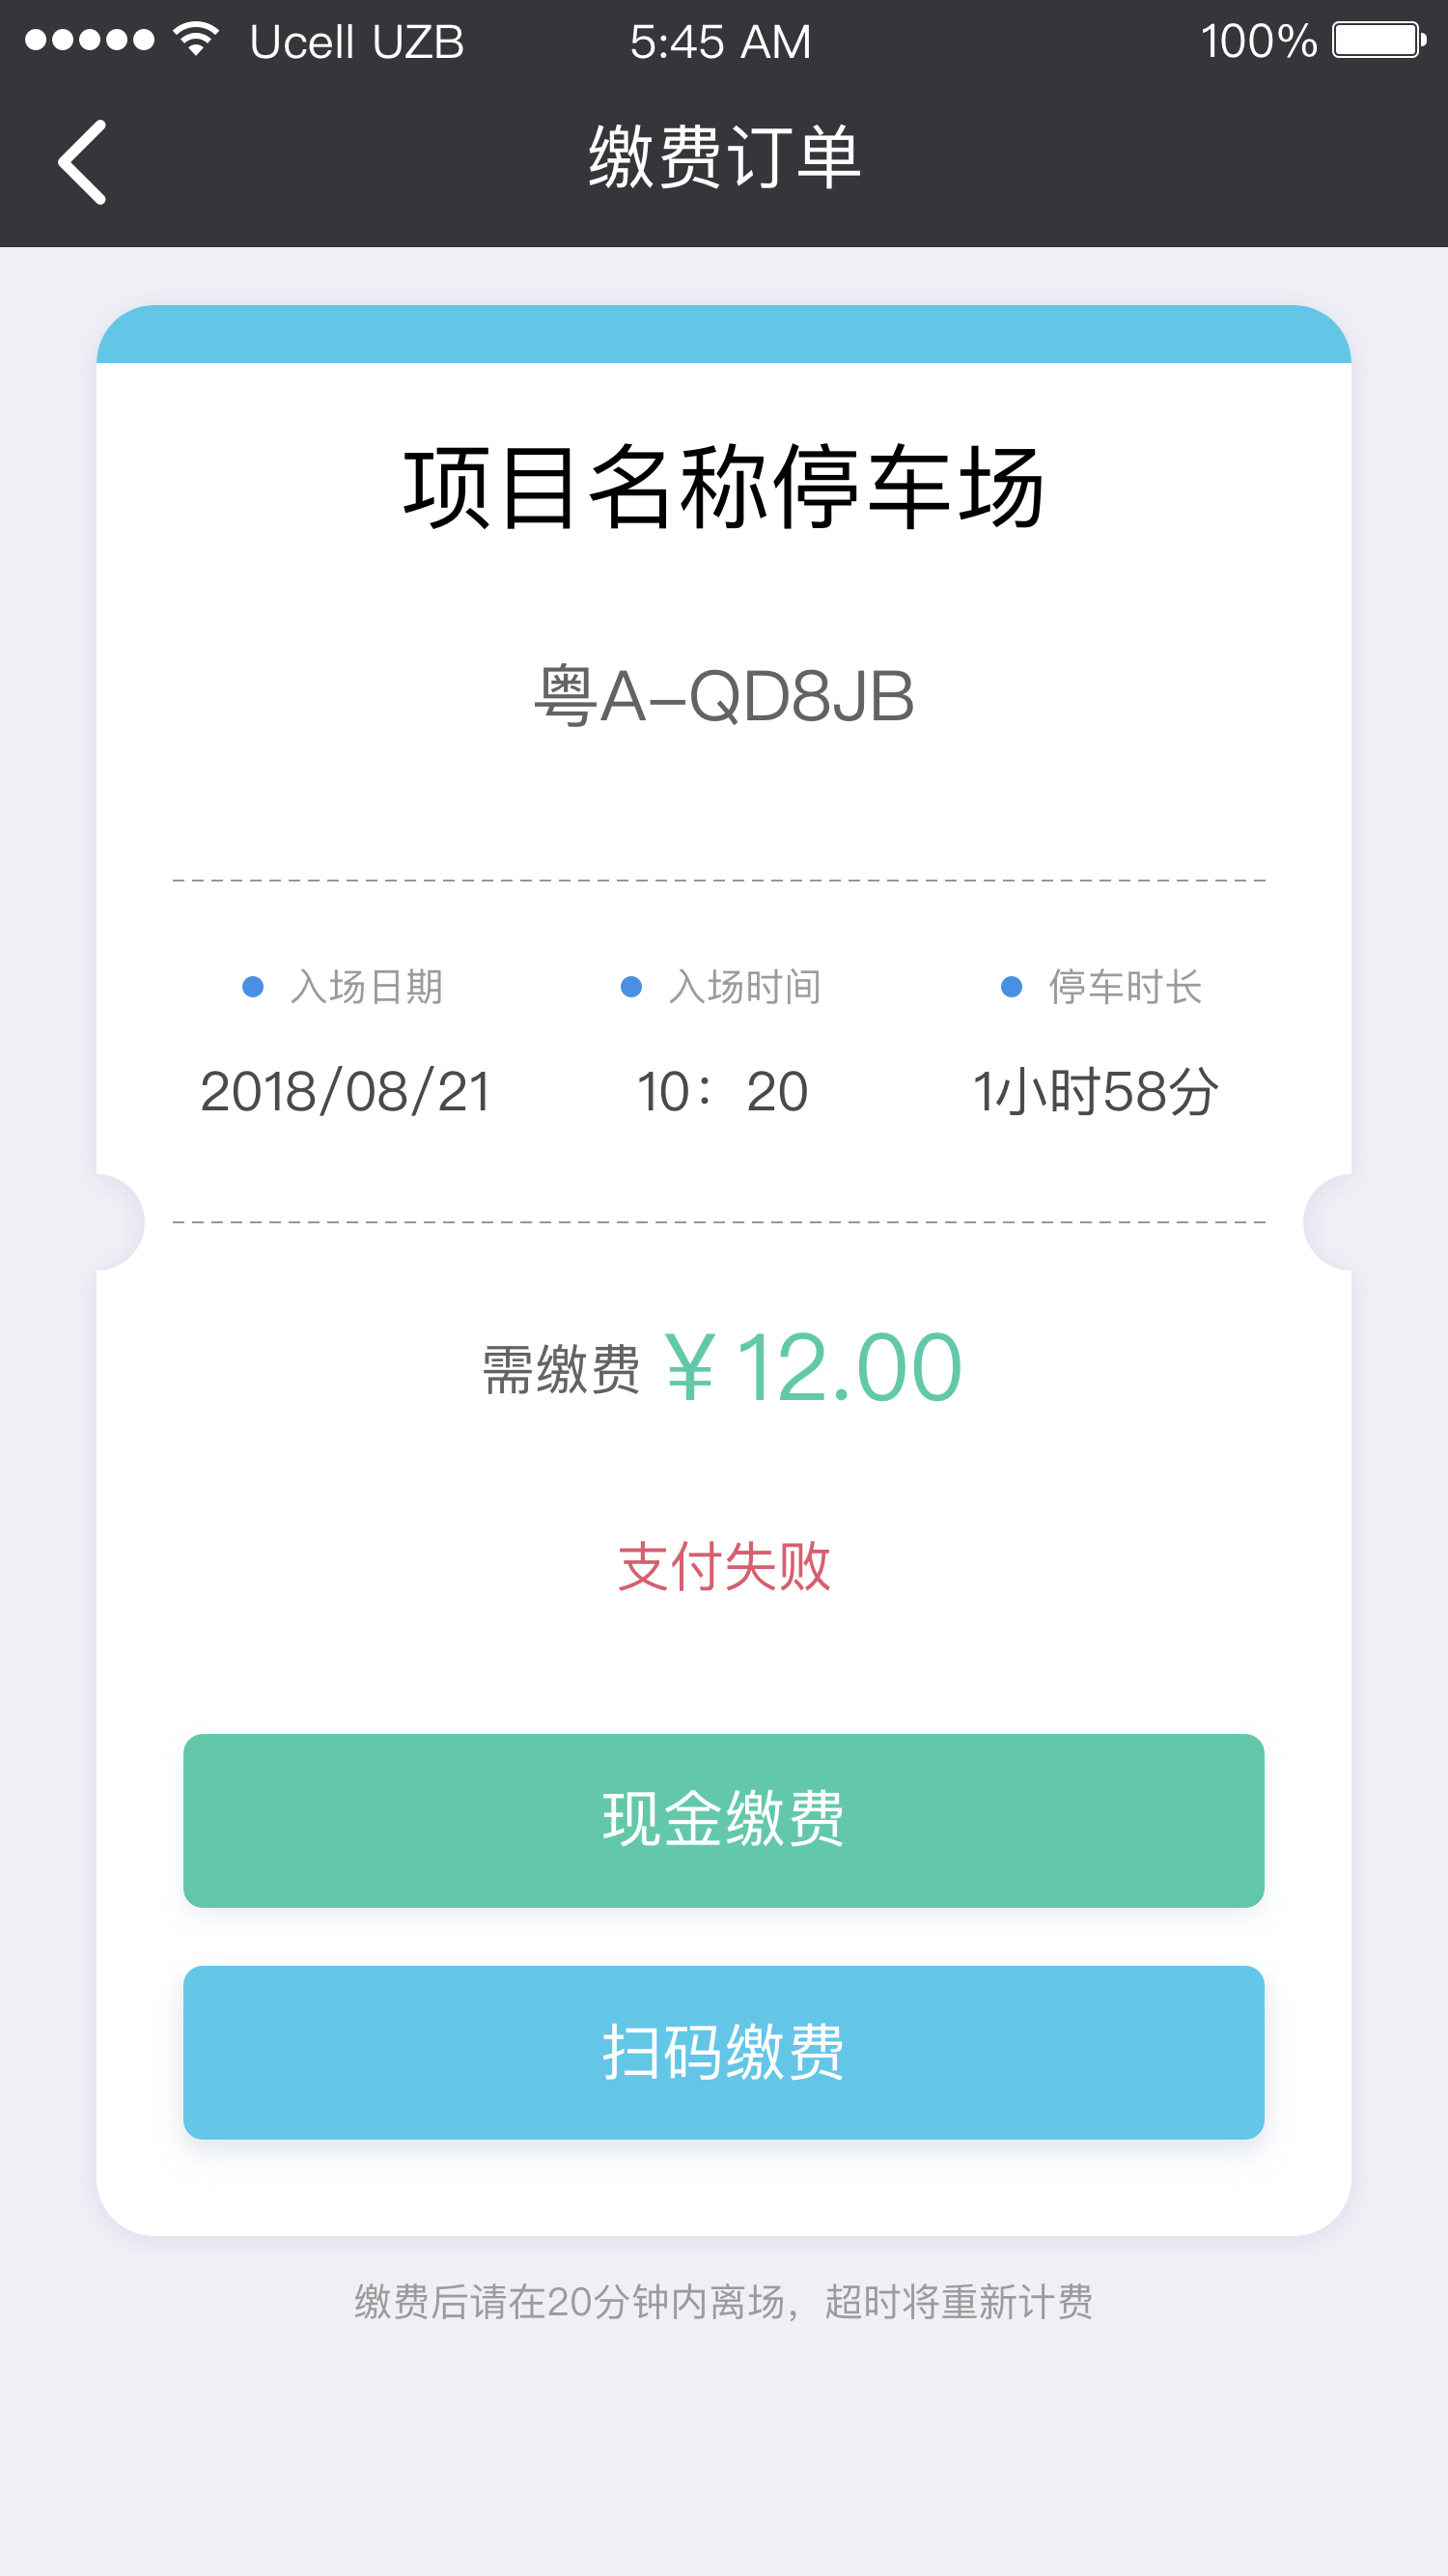 Ucell UZB 5:45 AM 100%
缴费订单
项目名称停车场
粤A-QD8JB
入场日期 入场时间 停车时长
2018/08/21 10：20 1小时58分
需缴费 ¥12.00
支付失败
现金缴费
扫码缴费
缴费后请在20分钟内离场，超时将重新计费